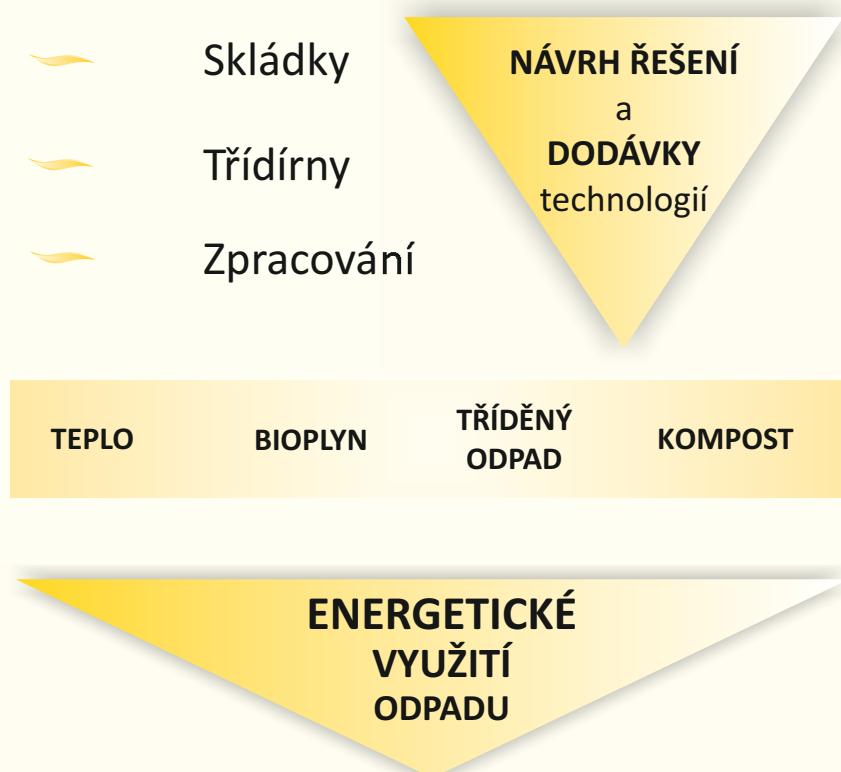 Skládky
Třídírny
Zpracování
NÁVRH ŘEŠENÍ
a
DODÁVKY
technologií
TEPLO
BIOPLYN
TŘÍDĚNÝ
ODPAD
KOMPOST
ENERGETICKÉ
VYUŽITÍ
ODPADU